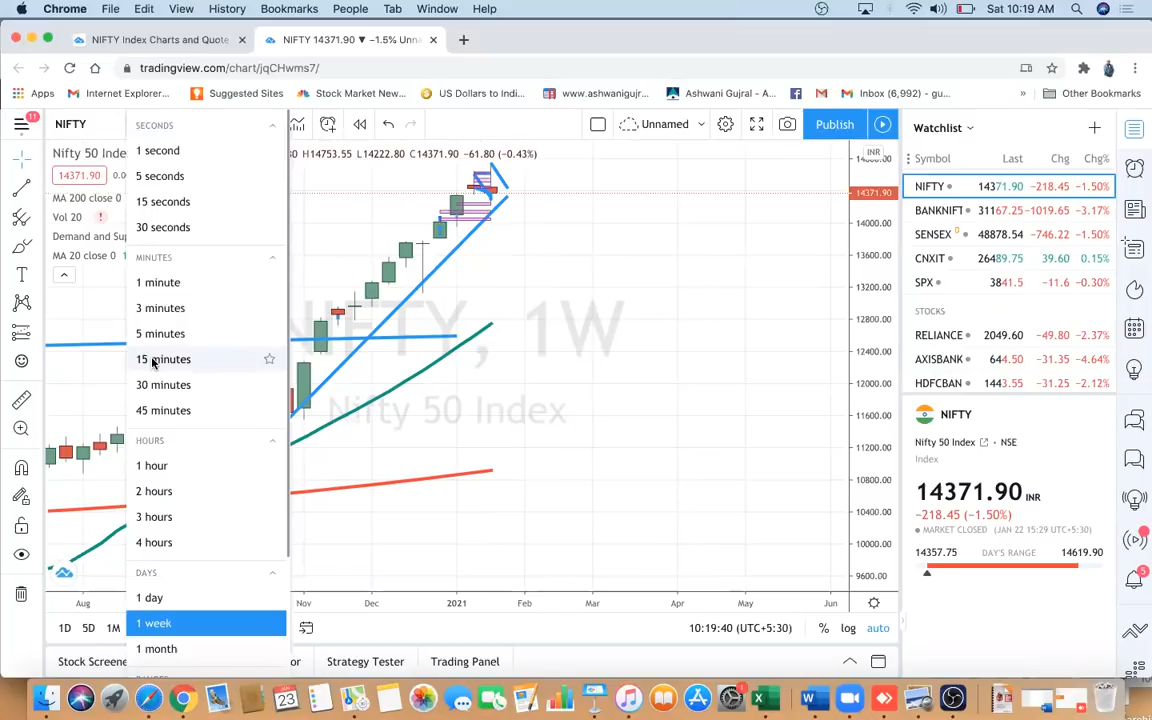 Chrome File Edit View History Bookmarks People Tab Window Help Sat 10:19 AM
NIFTY Index Charts and Quote NIFTY 14371.90 ▼ −1.5% Unna
tradingview.com/chart/jqCHwms7/
Apps Internet Explorer... Suggested Sites Stock Market New... US Dollars to Indi... www.ashwanigujr... Ashwani Gujral - A... Inbox (6,992) - gu... » Other Bookmarks
11
NIFTY
Unnamed
Publish
Nifty 50 Inde
H14753.55 L14222.80 C14371.90 −61.80 (−0.43%)
14371.90
MA 200 close 0
Vol 20
Demand and Sup
MA 20 close 0
SECONDS
1 second
5 seconds
15 seconds
30 seconds
MINUTES
1 minute
3 minutes
5 minutes
15 minutes
30 minutes
45 minutes
HOURS
1 hour
2 hours
3 hours
4 hours
DAYS
1 day
1 week
1 month
NIFTY, 1W
Nifty 50 Index
INR
14371.90
14000.00
13600.00
13200.00
12800.00
12400.00
12000.00
11600.00
11200.00
10800.00
10400.00
10000.00
9600.00
Aug Nov Dec 2021 Feb Mar Apr May Jun
1D 5D 1M
10:19:40 (UTC+5:30) % log auto
Stock Screene
Strategy Tester Trading Panel
Watchlist
Symbol Last Chg Chg%
NIFTY 14371.90 −218.45 −1.50%
BANKNIFT 31167.25 −1019.65 −3.17%
SENSEX D 48878.54 −746.22 −1.50%
CNXIT 26489.75 39.60 0.15%
SPX 3841.5 −11.6 −0.30%
STOCKS
RELIANCE 2049.60 −49.80 −2.37%
AXISBANK 644.50 −31.35 −4.64%
HDFCBAN 1443.55 −31.25 −2.12%
NIFTY
Nifty 50 Index • NSE
Index
14371.90 INR
−218.45 (−1.50%)
MARKET CLOSED (JAN 22 15:29 UTC+5:30)
14357.75 DAY'S RANGE 14619.90
5
JAN
23